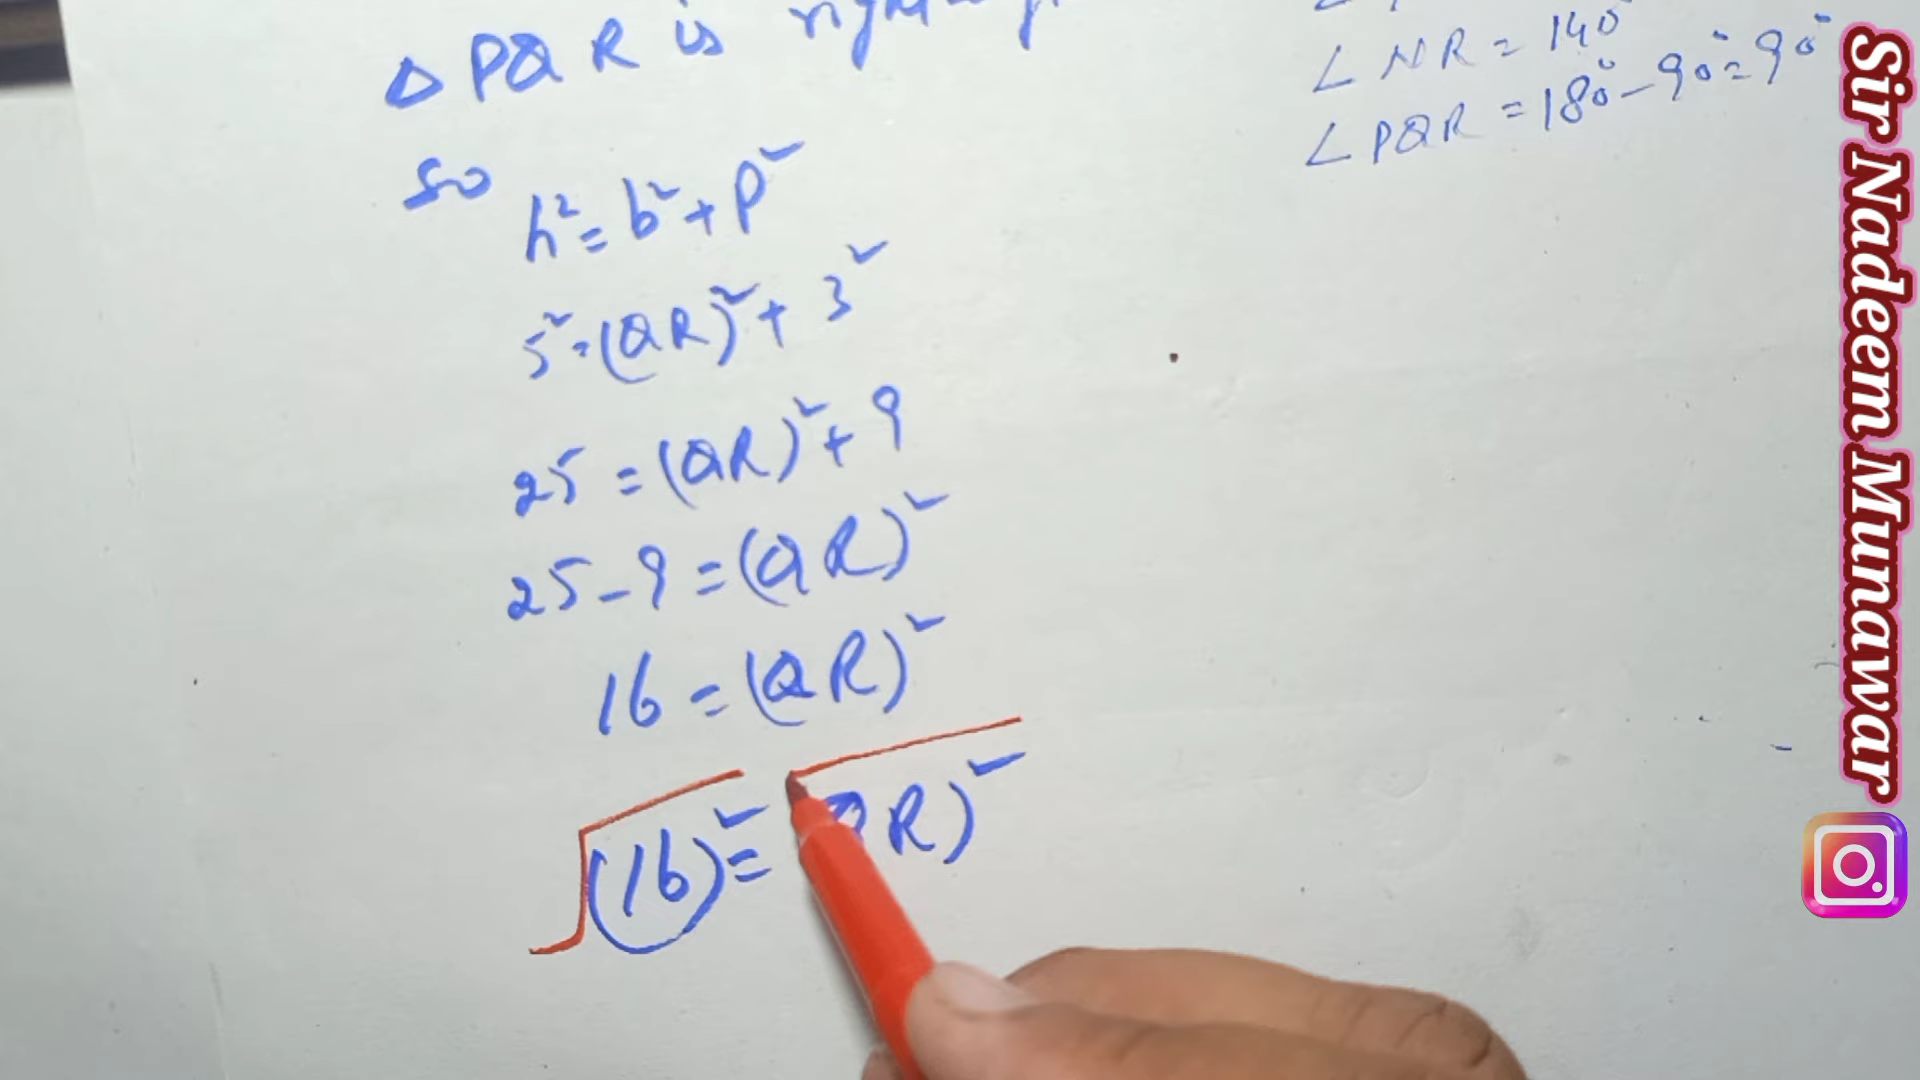 △ PQR is
∠ NR = 140°
∠ PQR = 180° - 90° = 90°
So
h² = b² + p²
5² = (QR)² + 3²
25 = (QR)² + 9
25 - 9 = (QR)²
16 = (QR)²
√(16)² = QR)²
Sir Nadeem Munawar